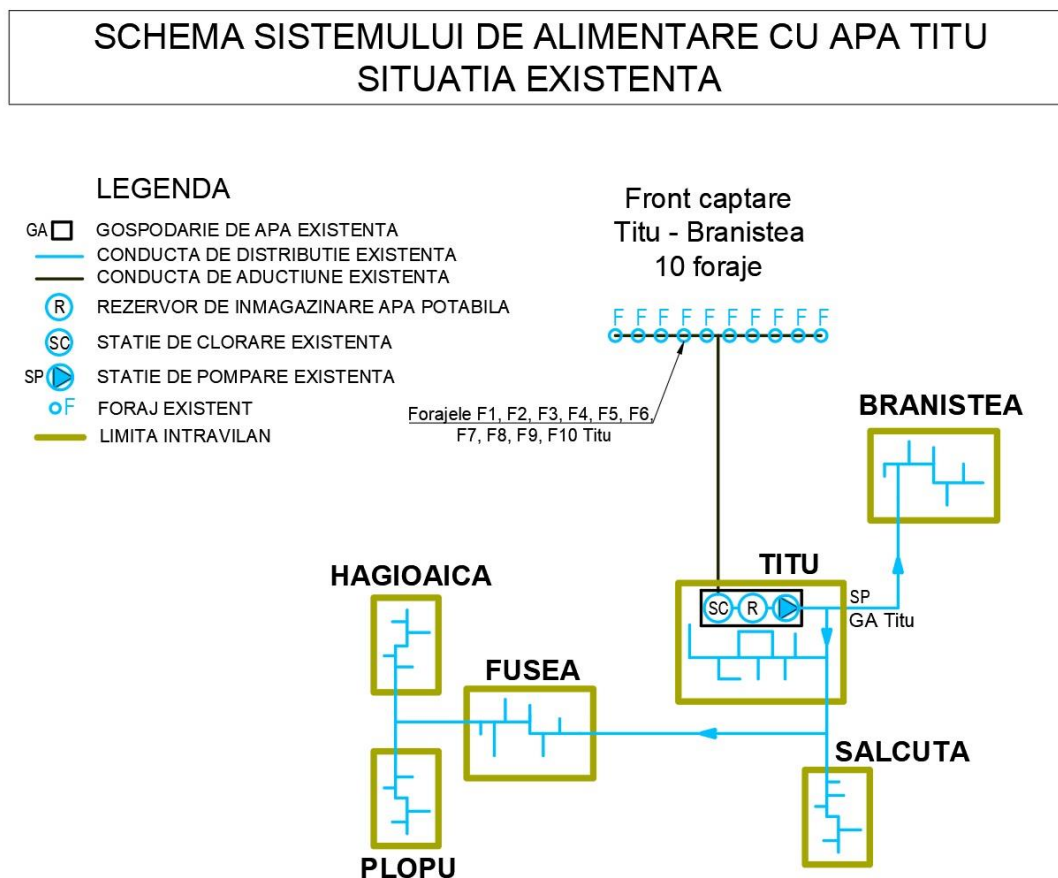 SCHEMA SISTEMULUI DE ALIMENTARE CU APA TITU
SITUATIA EXISTENTA
LEGENDA
GA GOSPODARIE DE APA EXISTENTA
CONDUCTA DE DISTRIBUTIE EXISTENTA
CONDUCTA DE ADUCTIUNE EXISTENTA
R REZERVOR DE INMAGAZINARE APA POTABILA
SC STATIE DE CLORARE EXISTENTA
SP STATIE DE POMPARE EXISTENTA
F FORAJ EXISTENT
LIMITA INTRAVILAN
Front captare
Titu - Branistea
10 foraje
F F F F F F F F F F
Forajele F1, F2, F3, F4, F5, F6,
F7, F8, F9, F10 Titu
BRANISTEA
TITU
SC R
SP
GA Titu
HAGIOAICA
FUSEA
SALCUTA
PLOPU